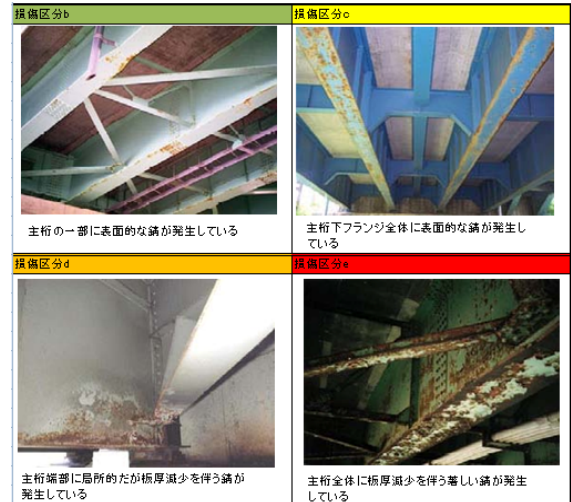 損傷区分b
損傷区分c
主桁の一部に表面的な錆が発生している
主桁下フランジ全体に表面的な錆が発生し
ている
損傷区分d
損傷区分e
主桁端部に局所的だが板厚減少を伴う錆が
発生している
主桁全体に板厚減少を伴う著しい錆が発生
している